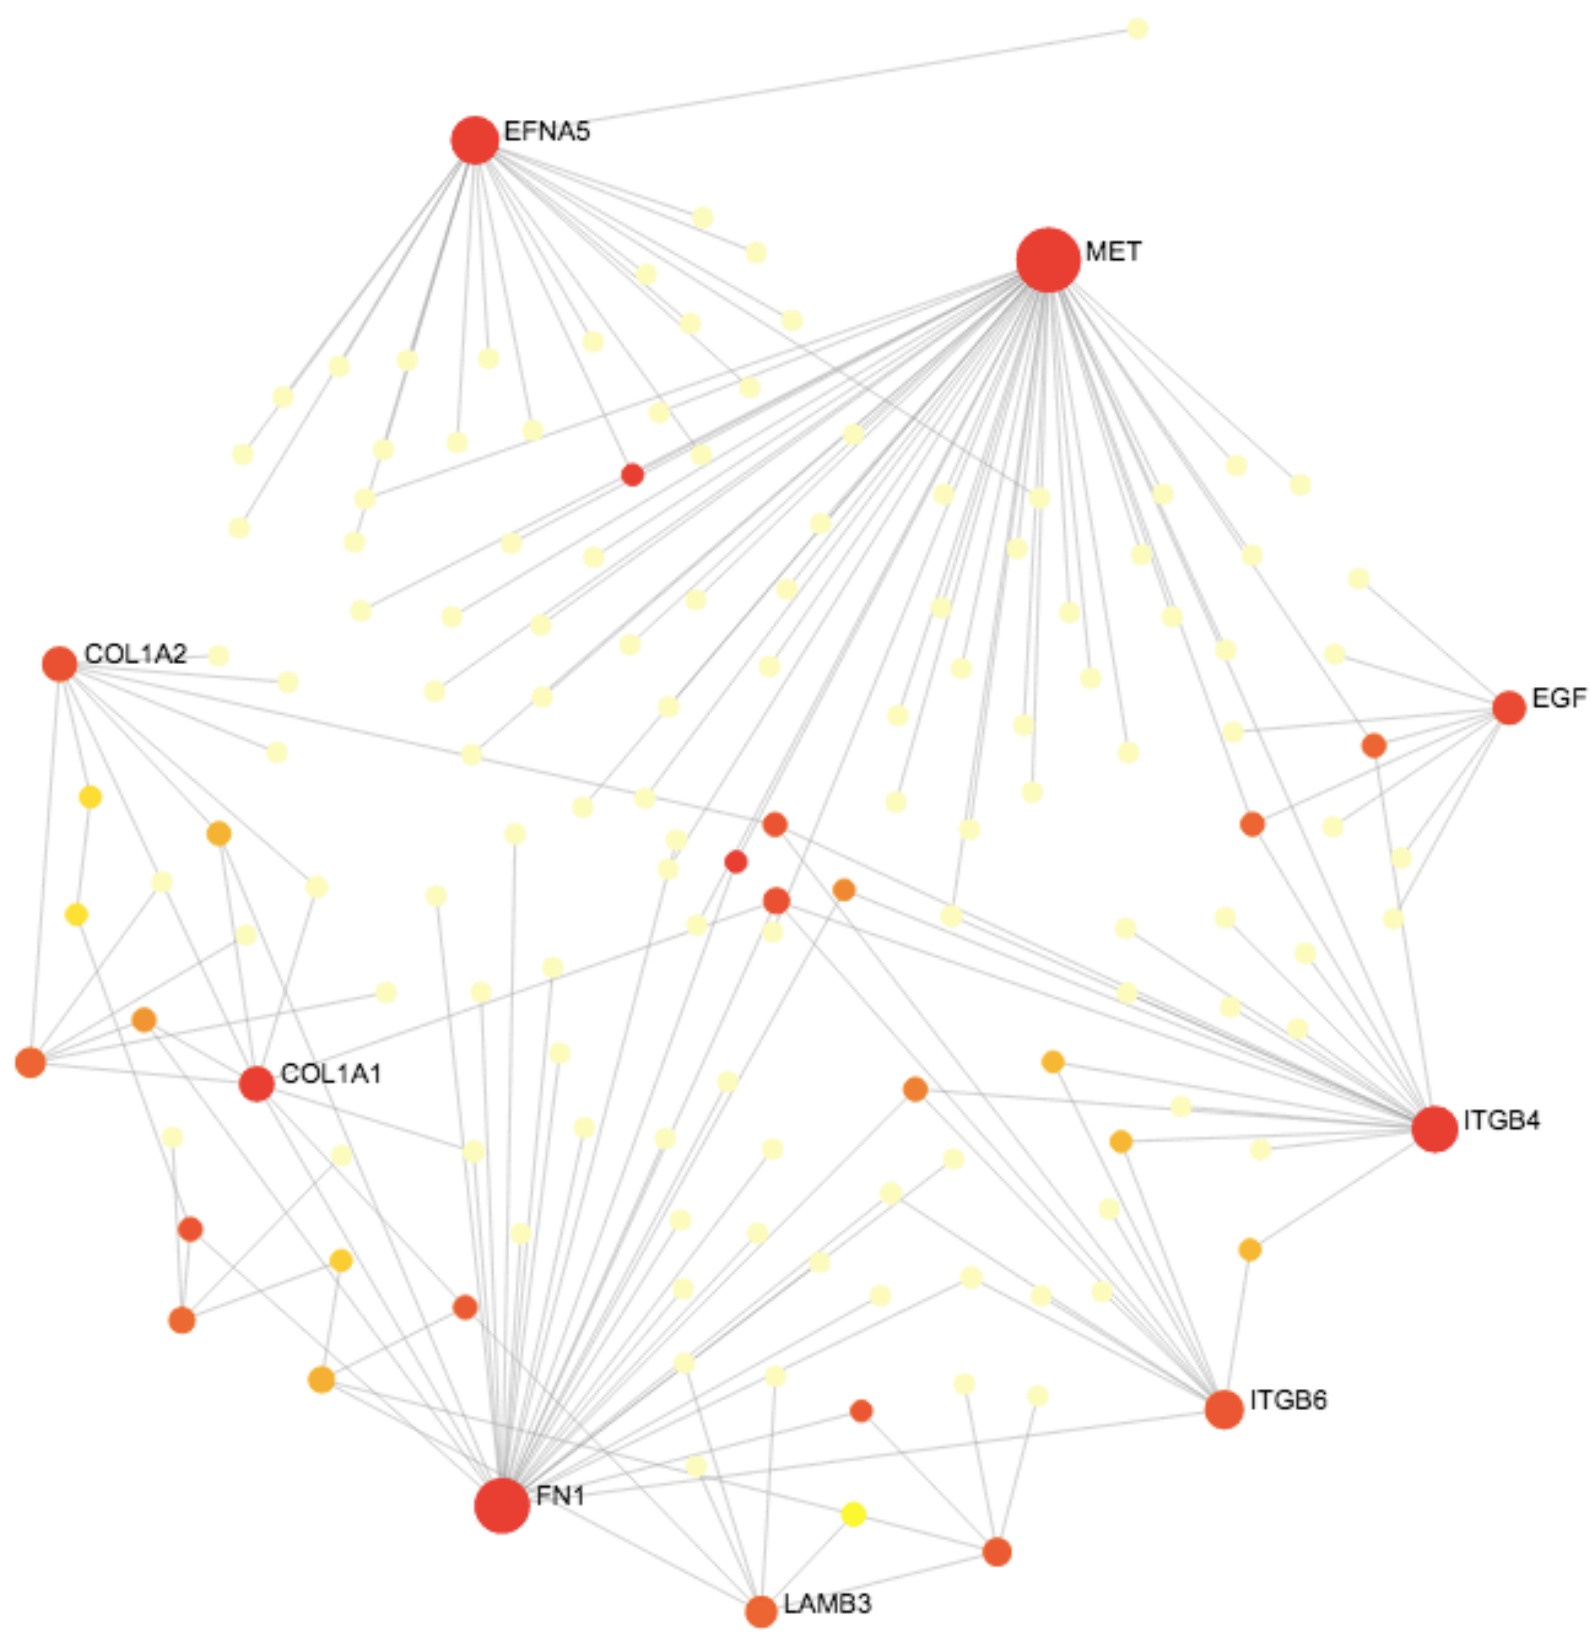 EFNA5
MET
COL1A2
EGF
COL1A1
ITGB4
ITGB6
FN1
LAMB3